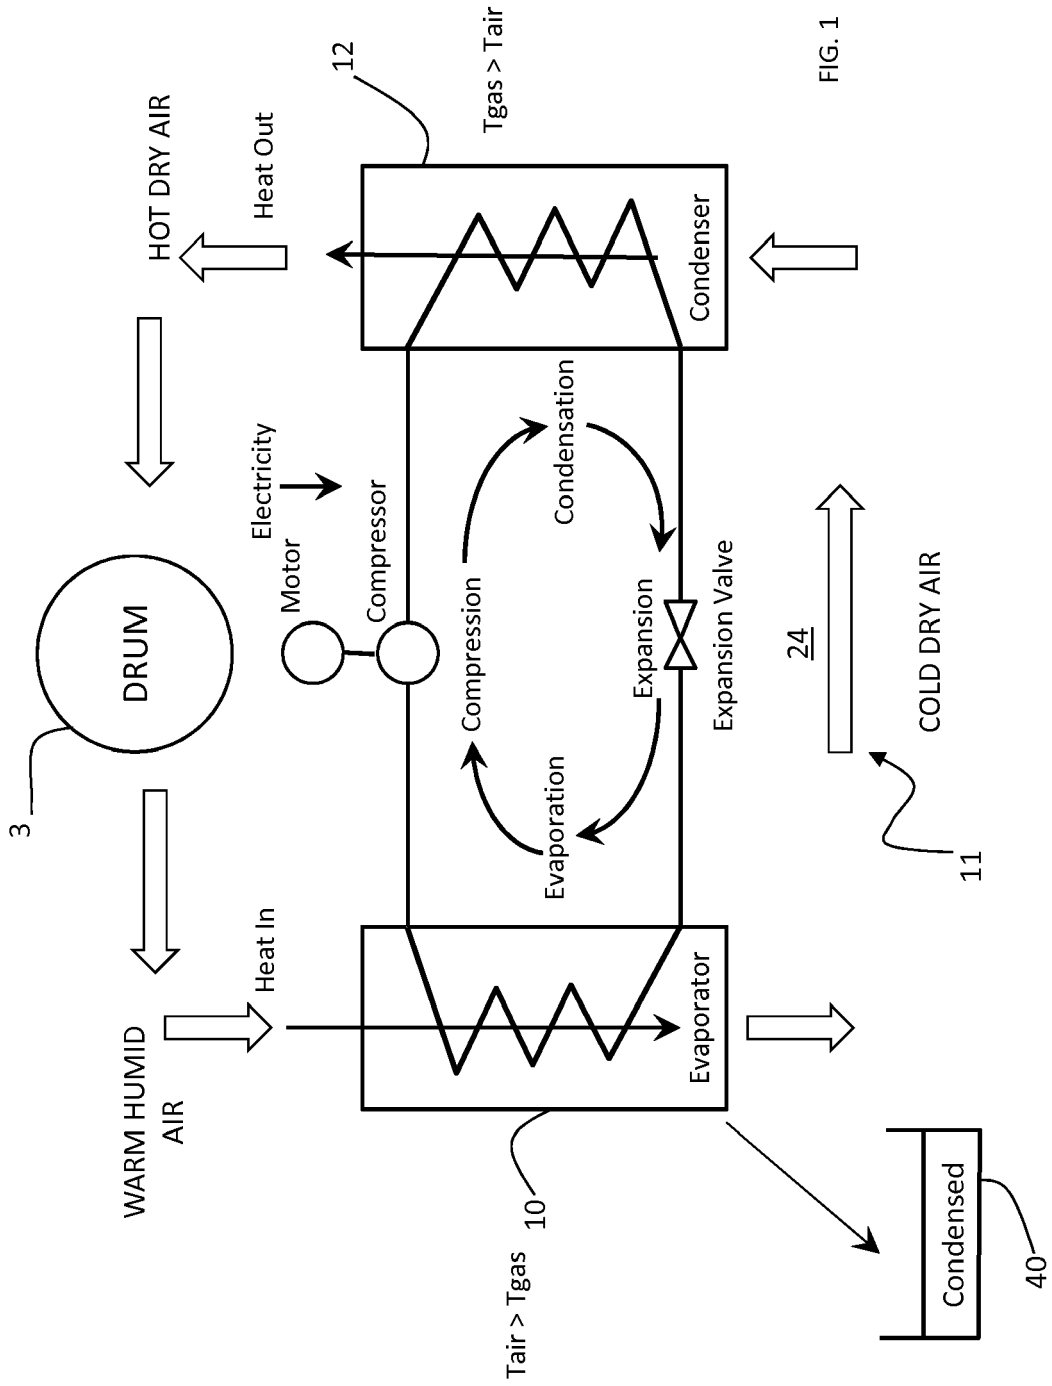 3
DRUM
WARM HUMID
AIR
Heat In
Motor
Electricity
Compressor
HOT DRY AIR
Heat Out
12
Tair > Tgas
10
Evaporator
Evaporation
Compression
Condensation
Expansion
Expansion Valve
Condenser
Tgas > Tair
24
COLD DRY AIR
11
Condensed
40
FIG. 1